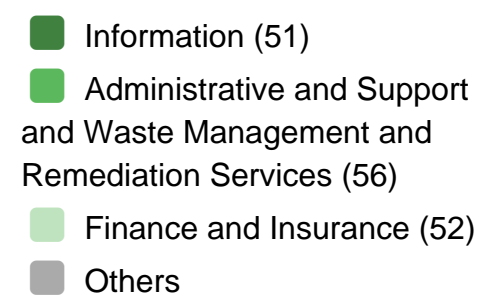 Information (51)
Administrative and Support
and Waste Management and
Remediation Services (56)
Finance and Insurance (52)
Others